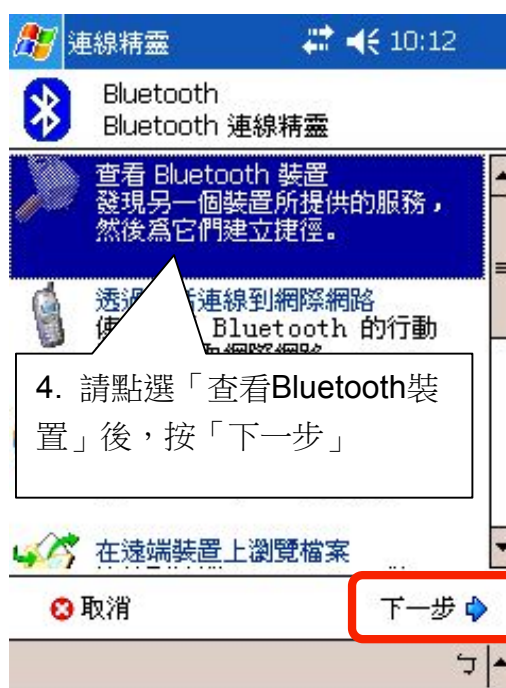 連線精靈 10:12
Bluetooth
Bluetooth 連線精靈
查看 Bluetooth 裝置
發現另一個裝置所提供的服務，
然後為它們建立捷徑。
連線到網際網路
Bluetooth 的行動
4. 請點選「查看Bluetooth裝
置」後，按「下一步」
在遠端裝置上瀏覽檔案
取消 下一步
ㄅ